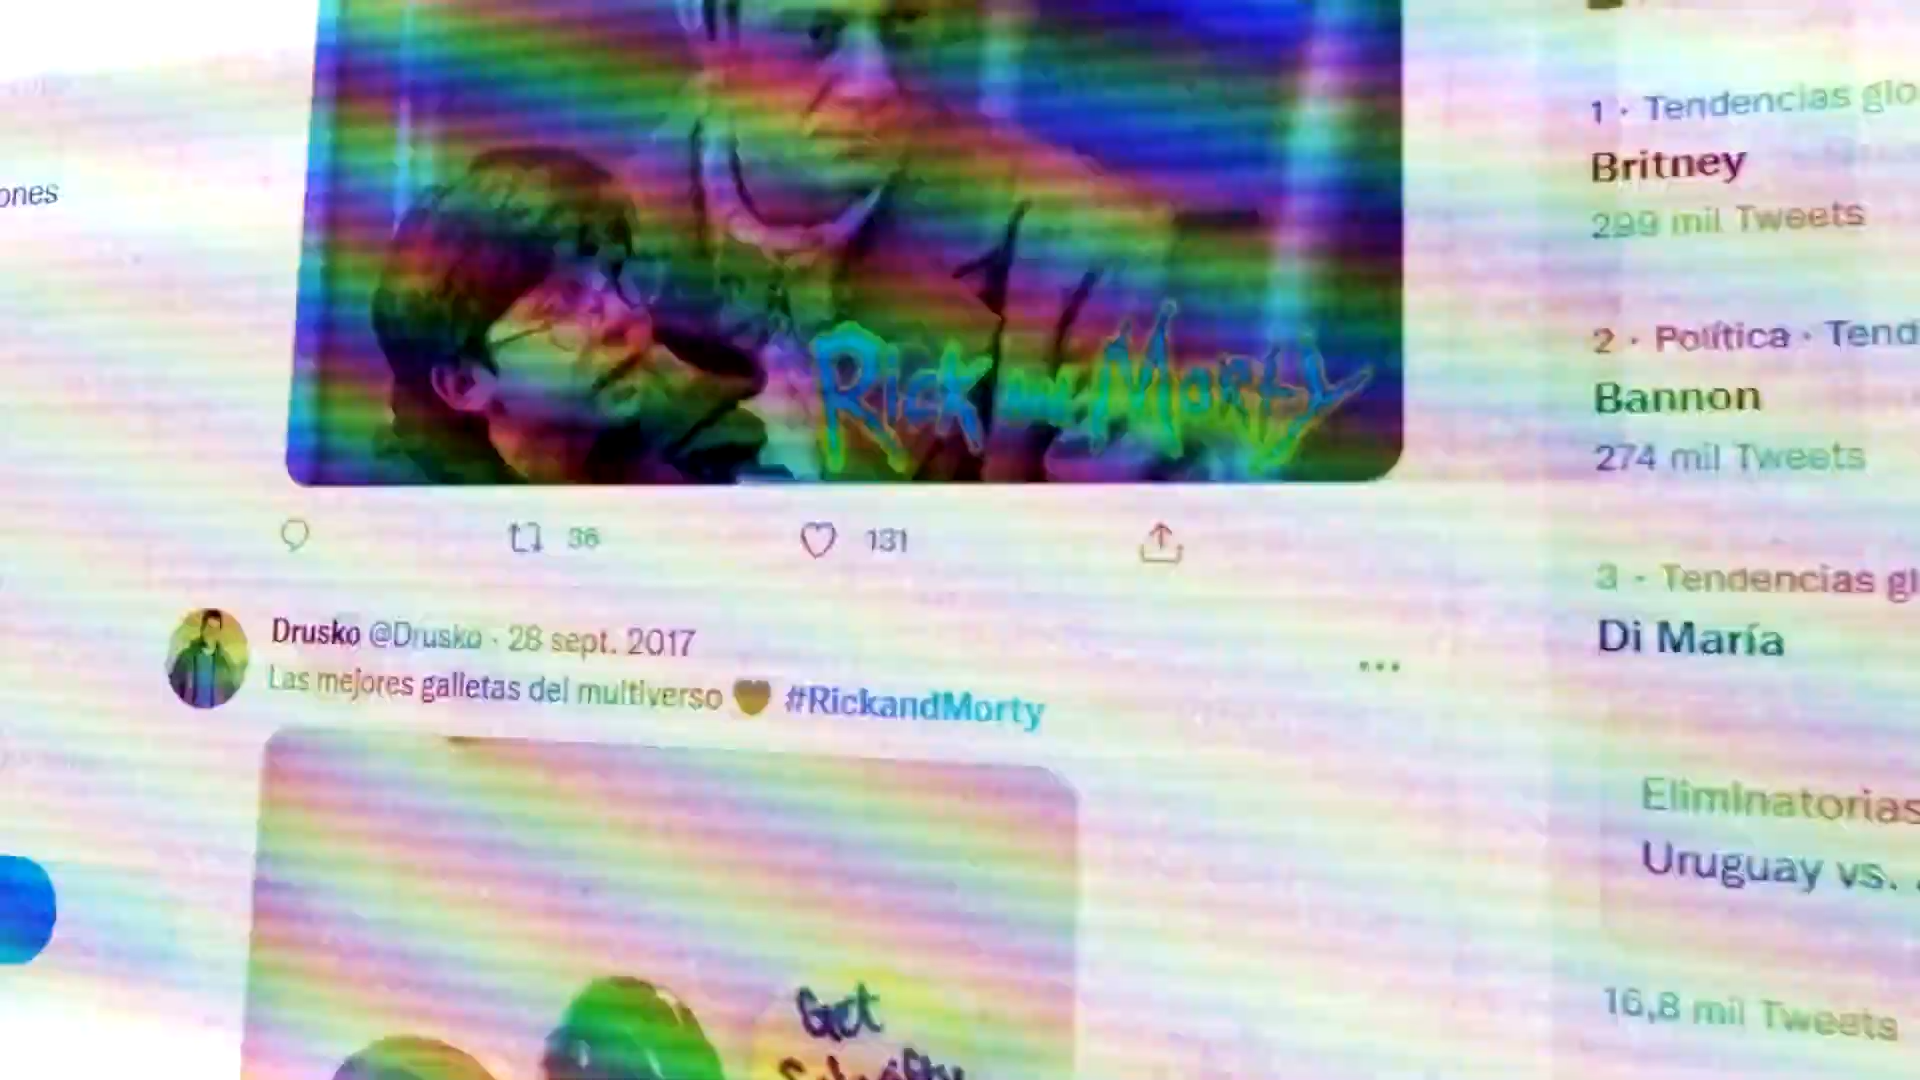 ones
Rick and Morty
36
131
Drusko @Drusko · 28 sept. 2017
Las mejores galletas del multiverso #RickandMorty
Get
Schwifty
1 · Tendencias glo
Britney
299 mil Tweets
2 · Política · Tend
Bannon
274 mil Tweets
3 · Tendencias gl
Di María
Eliminatorias
Uruguay vs.
16,8 mil Tweets